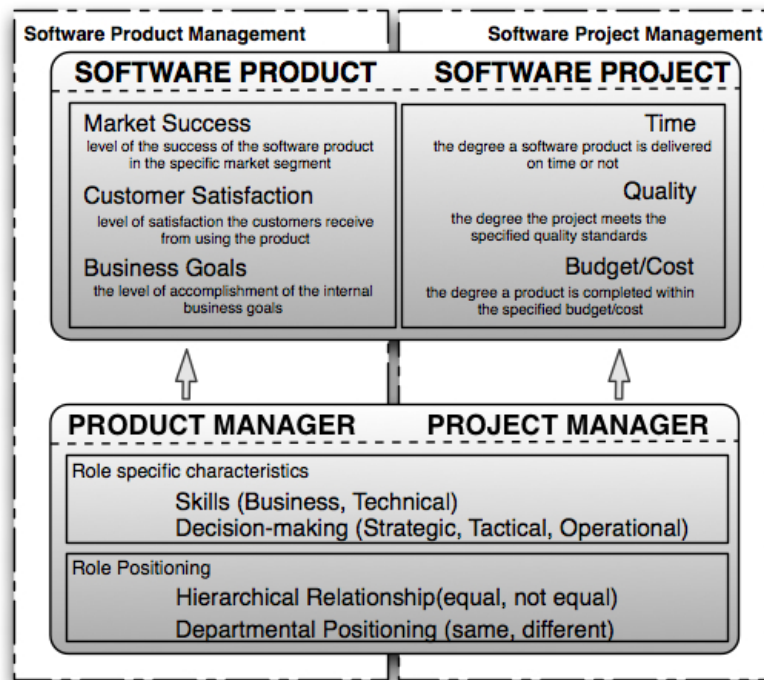 Software Product Management
Software Project Management
SOFTWARE PRODUCT
SOFTWARE PROJECT
Market Success
level of the success of the software product
in the specific market segment
Customer Satisfaction
level of satisfaction the customers receive
from using the product
Business Goals
the level of accomplishment of the internal
business goals
Time
the degree a software product is delivered
on time or not
Quality
the degree the project meets the
specified quality standards
Budget/Cost
the degree a product is completed within
the specified budget/cost
PRODUCT MANAGER
PROJECT MANAGER
Role specific characteristics
Skills (Business, Technical)
Decision-making (Strategic, Tactical, Operational)
Role Positioning
Hierarchical Relationship(equal, not equal)
Departmental Positioning (same, different)